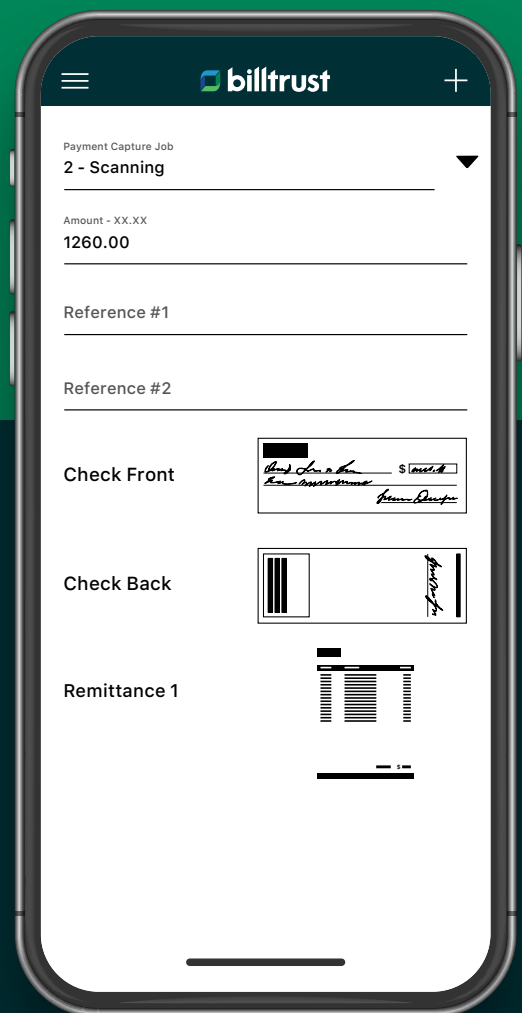 billtrust
Payment Capture Job
2 - Scanning
Amount - XX.XX
1260.00
Reference #1
Reference #2
Check Front
$
Check Back
Remittance 1
$